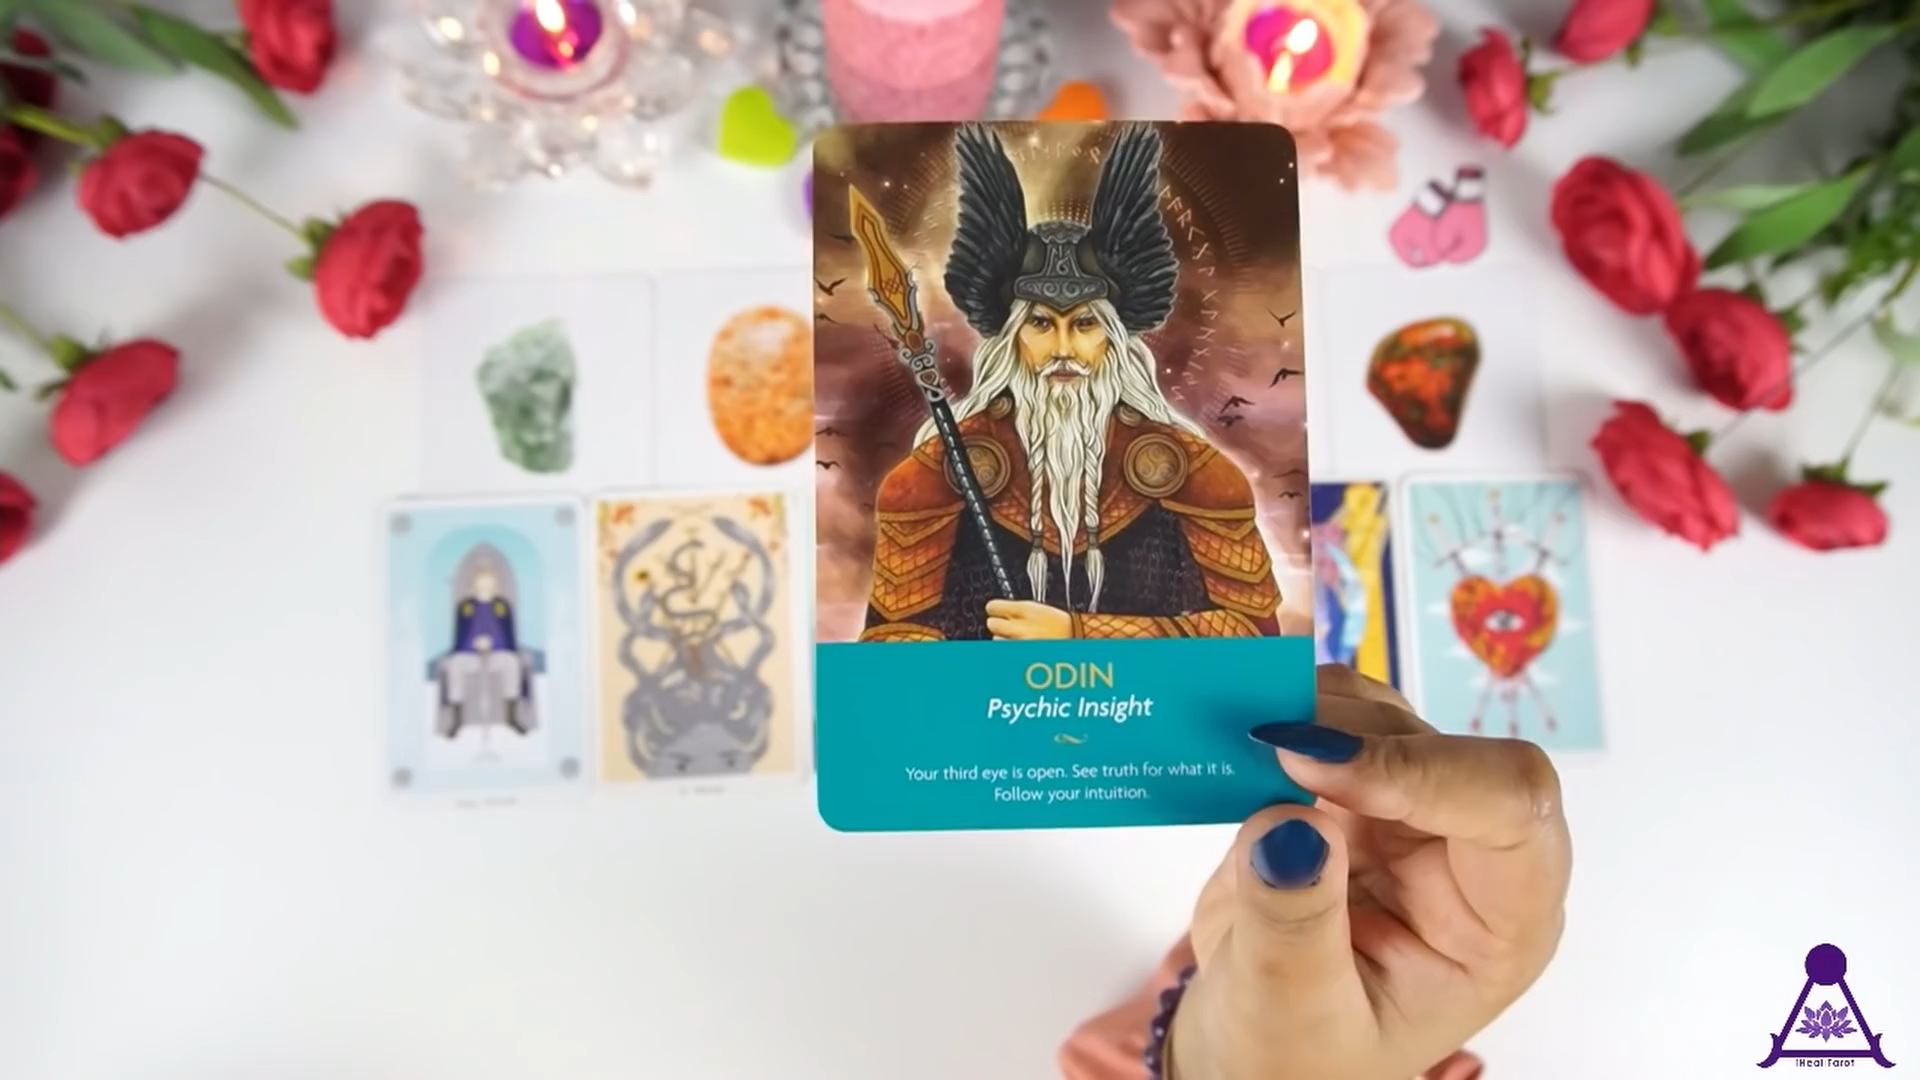 ODIN
Psychic Insight
Your third eye is open. See truth for what it is.
Follow your intuition.
iHeal Tarot